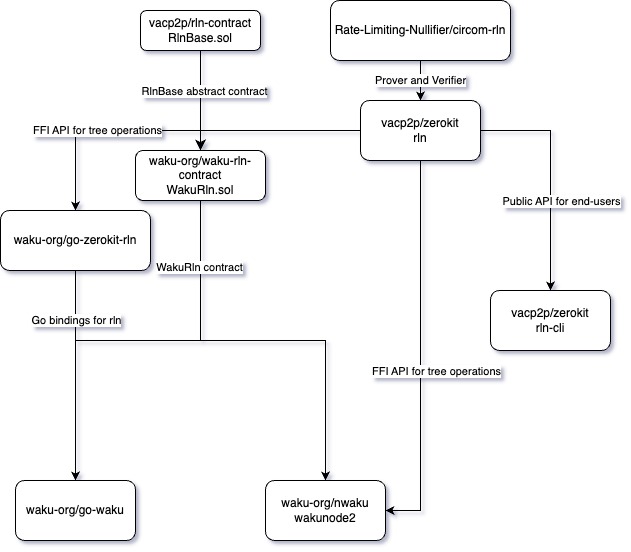 vacp2p/rln-contract
RlnBase.sol
Rate-Limiting-Nullifier/circom-rln
RlnBase abstract contract
Prover and Verifier
FFI API for tree operations
vacp2p/zerokit
rln
waku-org/waku-rln-
contract
WakuRln.sol
Public API for end-users
waku-org/go-zerokit-rln
WakuRln contract
Go bindings for rln
vacp2p/zerokit
rln-cli
FFI API for tree operations
waku-org/go-waku
waku-org/nwaku
wakunode2